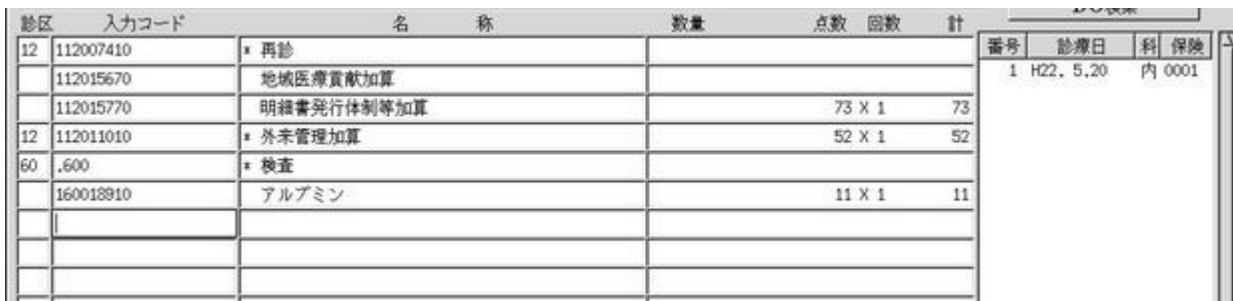 診区 入力コード 名 称 数量 点数 回数 計
12 112007410 * 再診
112015670 地域医療貢献加算
112015770 明細書発行体制等加算 73 X 1 73
12 112011010 * 外来管理加算 52 X 1 52
60 .600 * 検査
160018910 アルブミン 11 X 1 11
番号 診療日 科 保険
1 H22. 5.20 内 0001